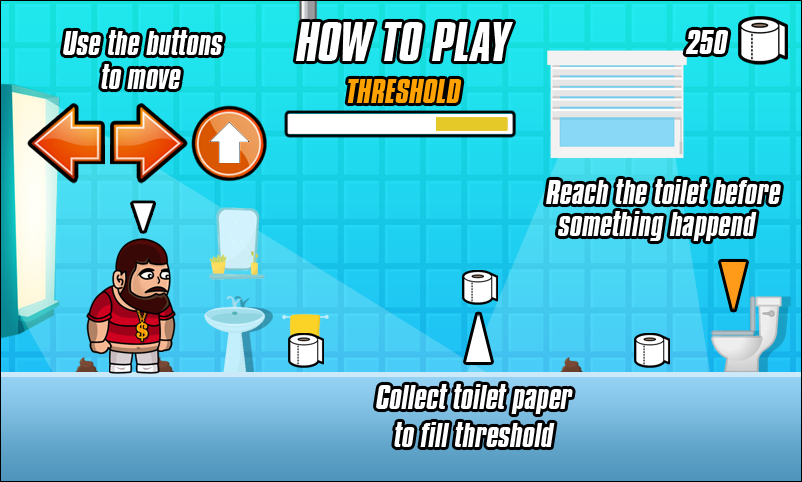 Use the buttons
to move
HOW TO PLAY
THRESHOLD
250
Reach the toilet before
something happend
$
Collect toilet paper
to fill threshold